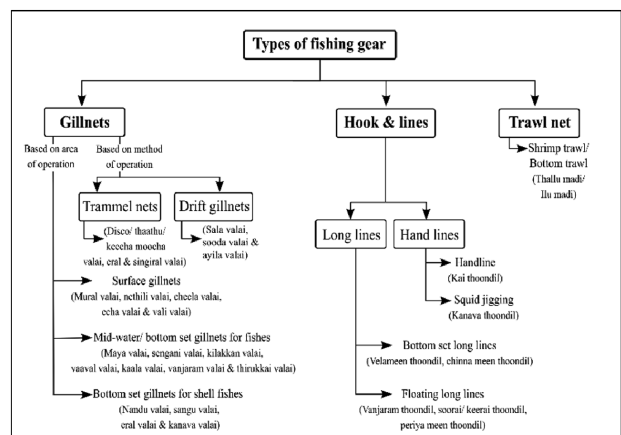 Types of fishing gear
Gillnets
Hook & lines
Trawl net
Based on area
of operation
Based on method
of operation
Shrimp trawl/
Bottom trawl
(Thallu madi/
Ilu madi)
Trammel nets
Drift gillnets
(Disco/ thaathu/
keecha moocha
valai, eral & singiral valai)
(Sala valai,
sooda valai &
ayila valai)
Long lines
Hand lines
Surface gillnets
(Mural valai, nethili valai, cheela valai,
echa valai & vali valai)
Handline
(Kai thoondil)
Squid jigging
(Kanava thoondil)
Mid-water/ bottom set gillnets for fishes
(Maya valai, sengani valai, kilakkan valai,
vaaval valai, kaala valai, vanjaram valai & thirukkai valai)
Bottom set long lines
(Velameen thoondil, chinna meen thoondil)
Bottom set gillnets for shell fishes
(Nandu valai, sangu valai,
eral valai & kanava valai)
Floating long lines
(Vanjaram thoondil, soorai/ keerai thoondil,
periya meen thoondil)